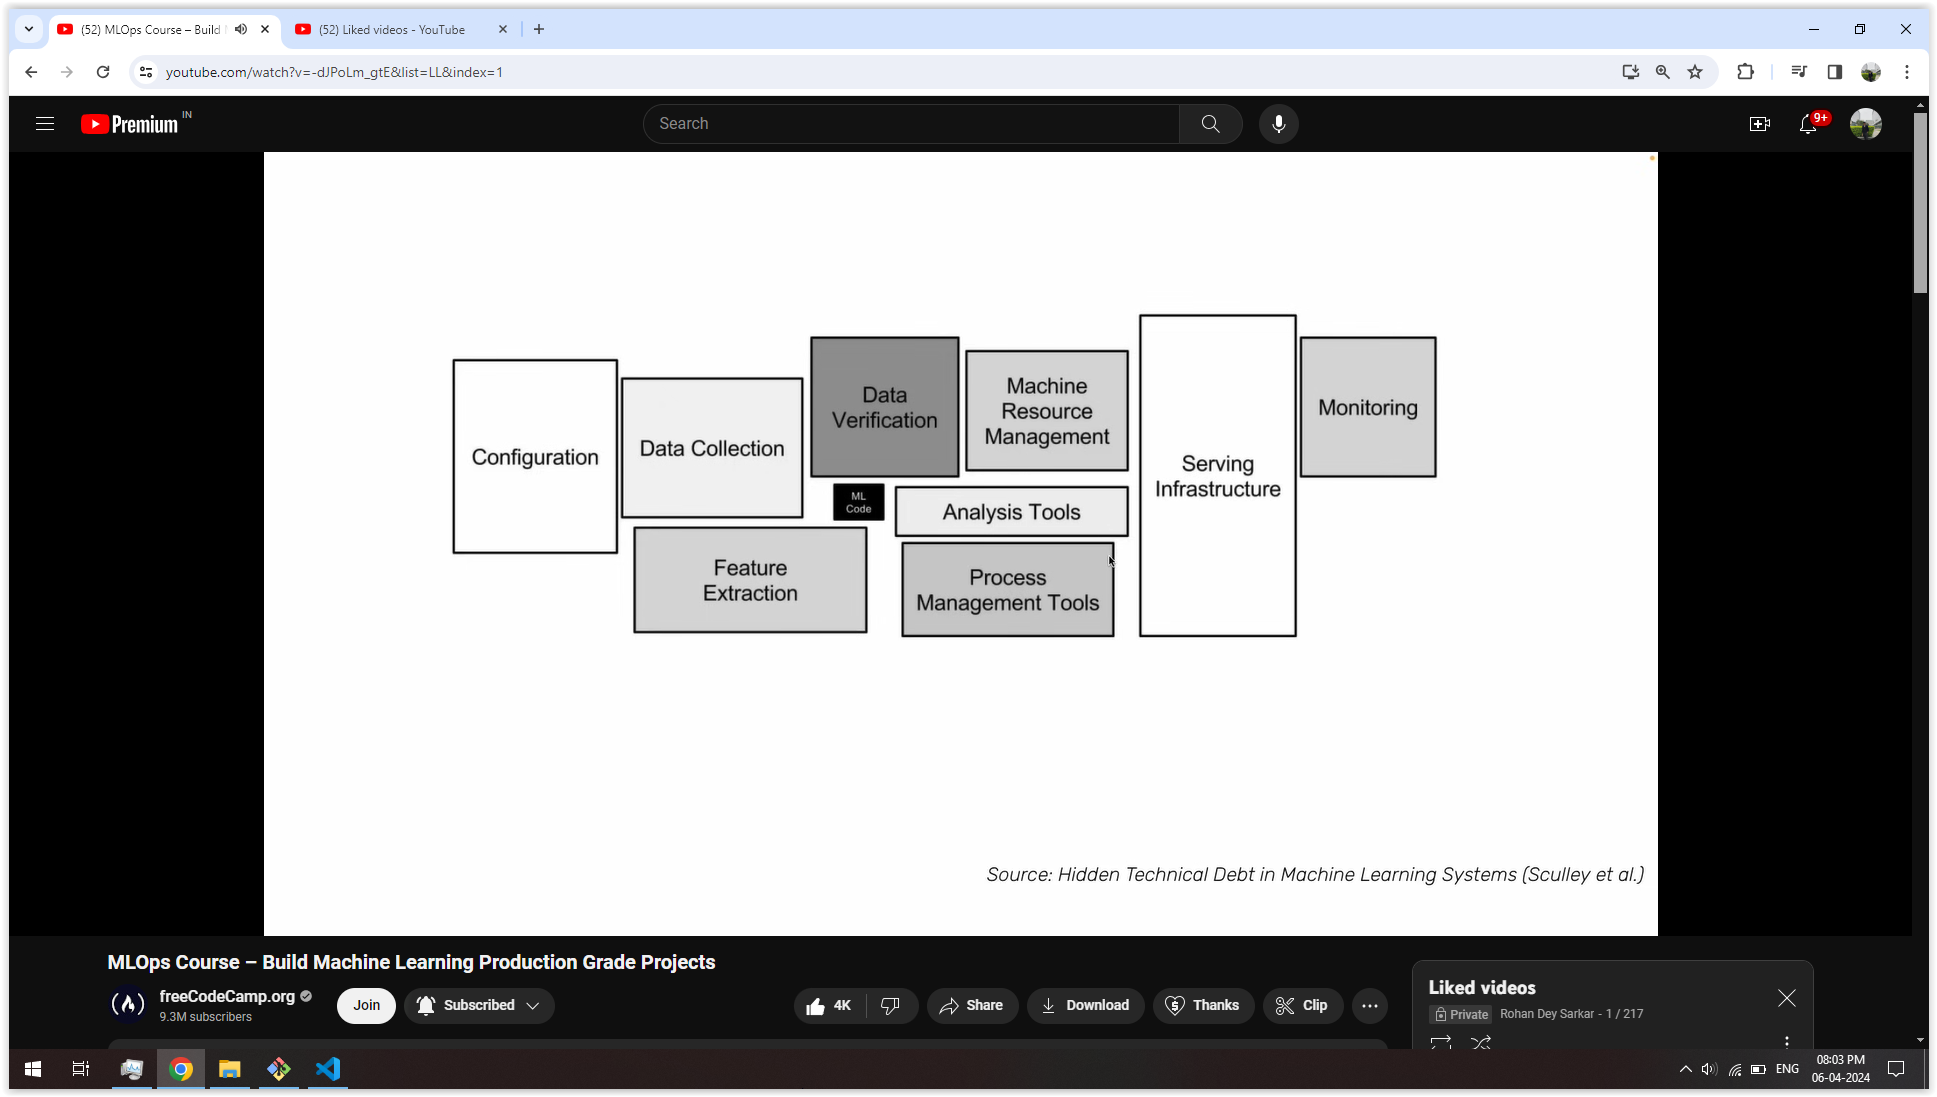 (52) MLOps Course – Build
(52) Liked videos - YouTube
youtube.com/watch?v=-dJPoLm_gtE&list=LL&index=1
Premium IN
Search
9+
Configuration
Data Collection
Data
Verification
Machine
Resource
Management
ML
Code
Analysis Tools
Feature
Extraction
Process
Management Tools
Serving
Infrastructure
Monitoring
Source: Hidden Technical Debt in Machine Learning Systems (Sculley et al.)
MLOps Course – Build Machine Learning Production Grade Projects
freeCodeCamp.org
9.3M subscribers
Join
Subscribed
4K
Share
Download
Thanks
Clip
Liked videos
Private Rohan Dey Sarkar - 1 / 217
ENG
08:03 PM
06-04-2024